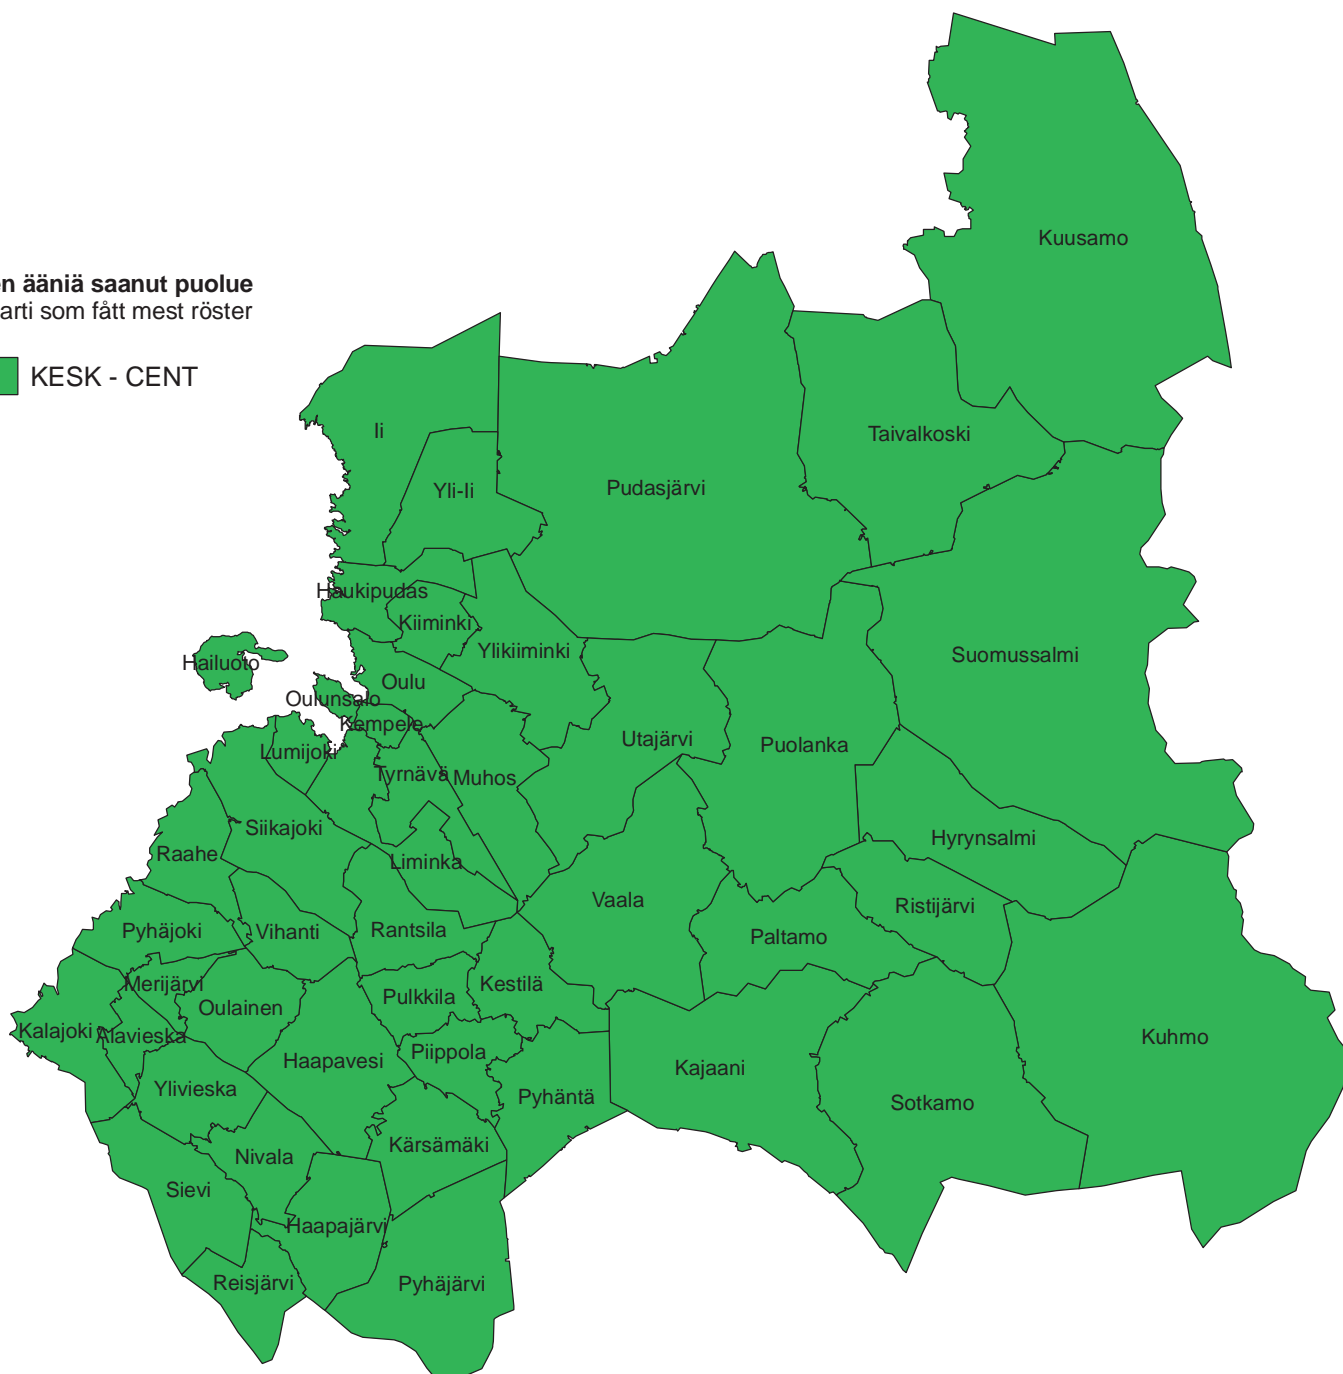 en ääniä saanut puolue
arti som fått mest röster
KESK - CENT
Kuusamo
Ii
Taivalkoski
Yli-Ii
Pudasjärvi
Haukipudas
Kiiminki
Ylikiiminki
Suomussalmi
Hailuoto
Oulu
Oulunsalo
Kempele
Utajärvi
Puolanka
Lumijoki
Tyrnävä
Muhos
Siikajoki
Hyrynsalmi
Raahe
Liminka
Vaala
Ristijärvi
Pyhäjoki
Vihanti
Rantsila
Paltamo
Merijärvi
Kestilä
Pulkkila
Oulainen
Kalajoki
Alavieska
Kuhmo
Piippola
Haapavesi
Kajaani
Ylivieska
Pyhäntä
Sotkamo
Kärsämäki
Nivala
Sievi
Haapajärvi
Reisjärvi
Pyhäjärvi